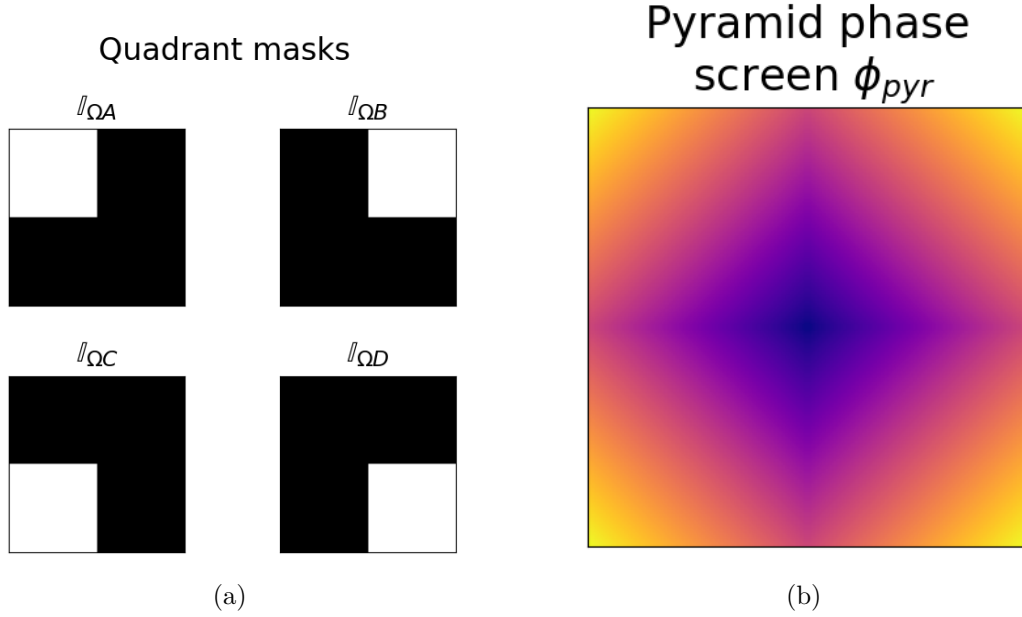 Quadrant masks
𝕀ΩA
𝕀ΩB
𝕀ΩC
𝕀ΩD
(a)
Pyramid phase
screen ϕpyr
(b)